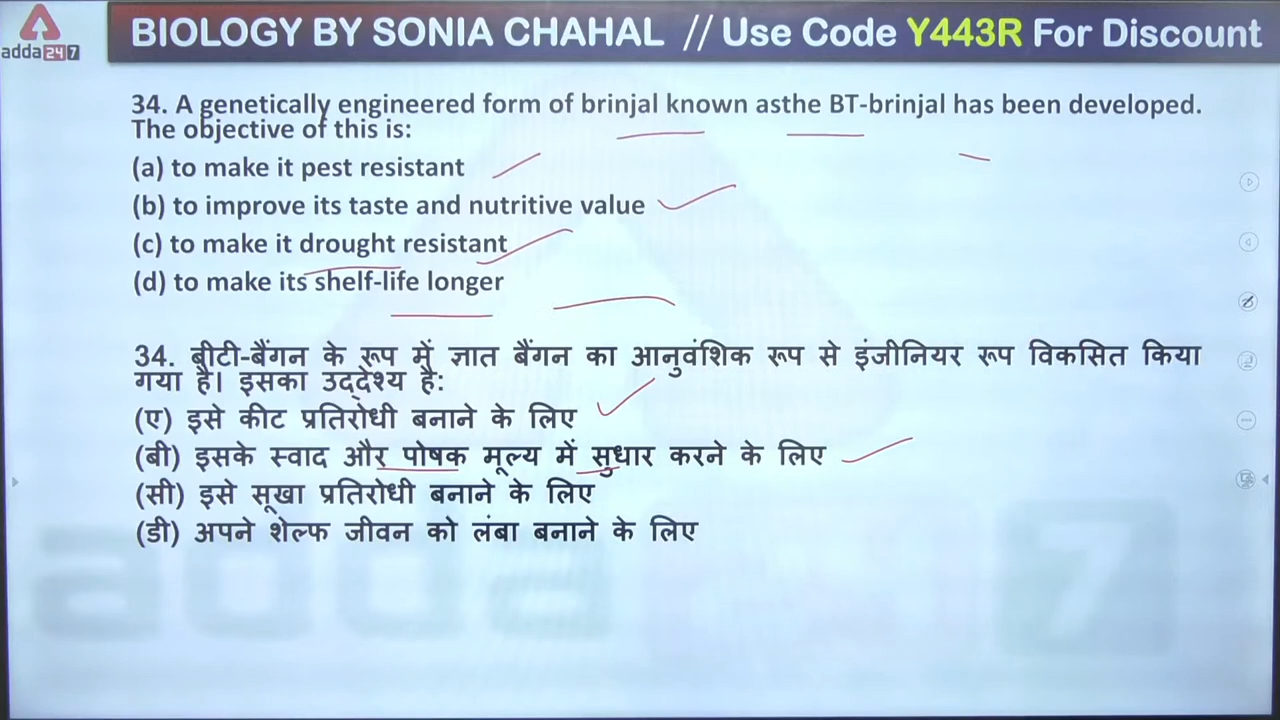 BIOLOGY BY SONIA CHAHAL // Use Code Y443R For Discount
adda247
34. A genetically engineered form of brinjal known asthe BT-brinjal has been developed.
The objective of this is:
(a) to make it pest resistant
(b) to improve its taste and nutritive value
(c) to make it drought resistant
(d) to make its shelf-life longer
34. बीटी-बैंगन के रूप में ज्ञात बैंगन का आनुवंशिक रूप से इंजीनियर रूप विकसित किया
गया है। इसका उद्देश्य है:
(ए) इसे कीट प्रतिरोधी बनाने के लिए
(बी) इसके स्वाद और पोषक मूल्य में सुधार करने के लिए
(सी) इसे सूखा प्रतिरोधी बनाने के लिए
(डी) अपने शेल्फ जीवन को लंबा बनाने के लिए
adda 7